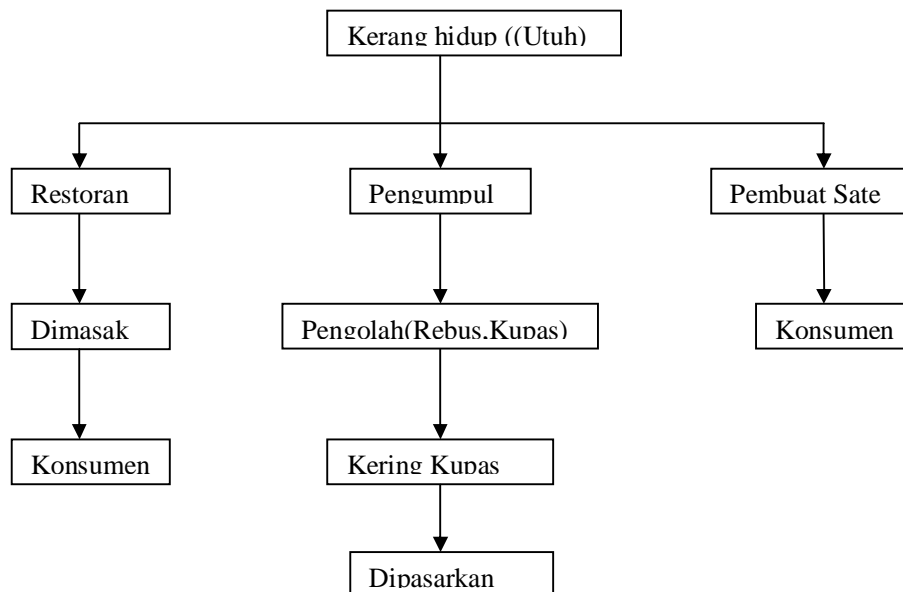 Kerang hidup ((Utuh)
Restoran
Pengumpul
Pembuat Sate
Dimasak
Pengolah(Rebus,Kupas)
Konsumen
Konsumen
Kering Kupas
Dipasarkan